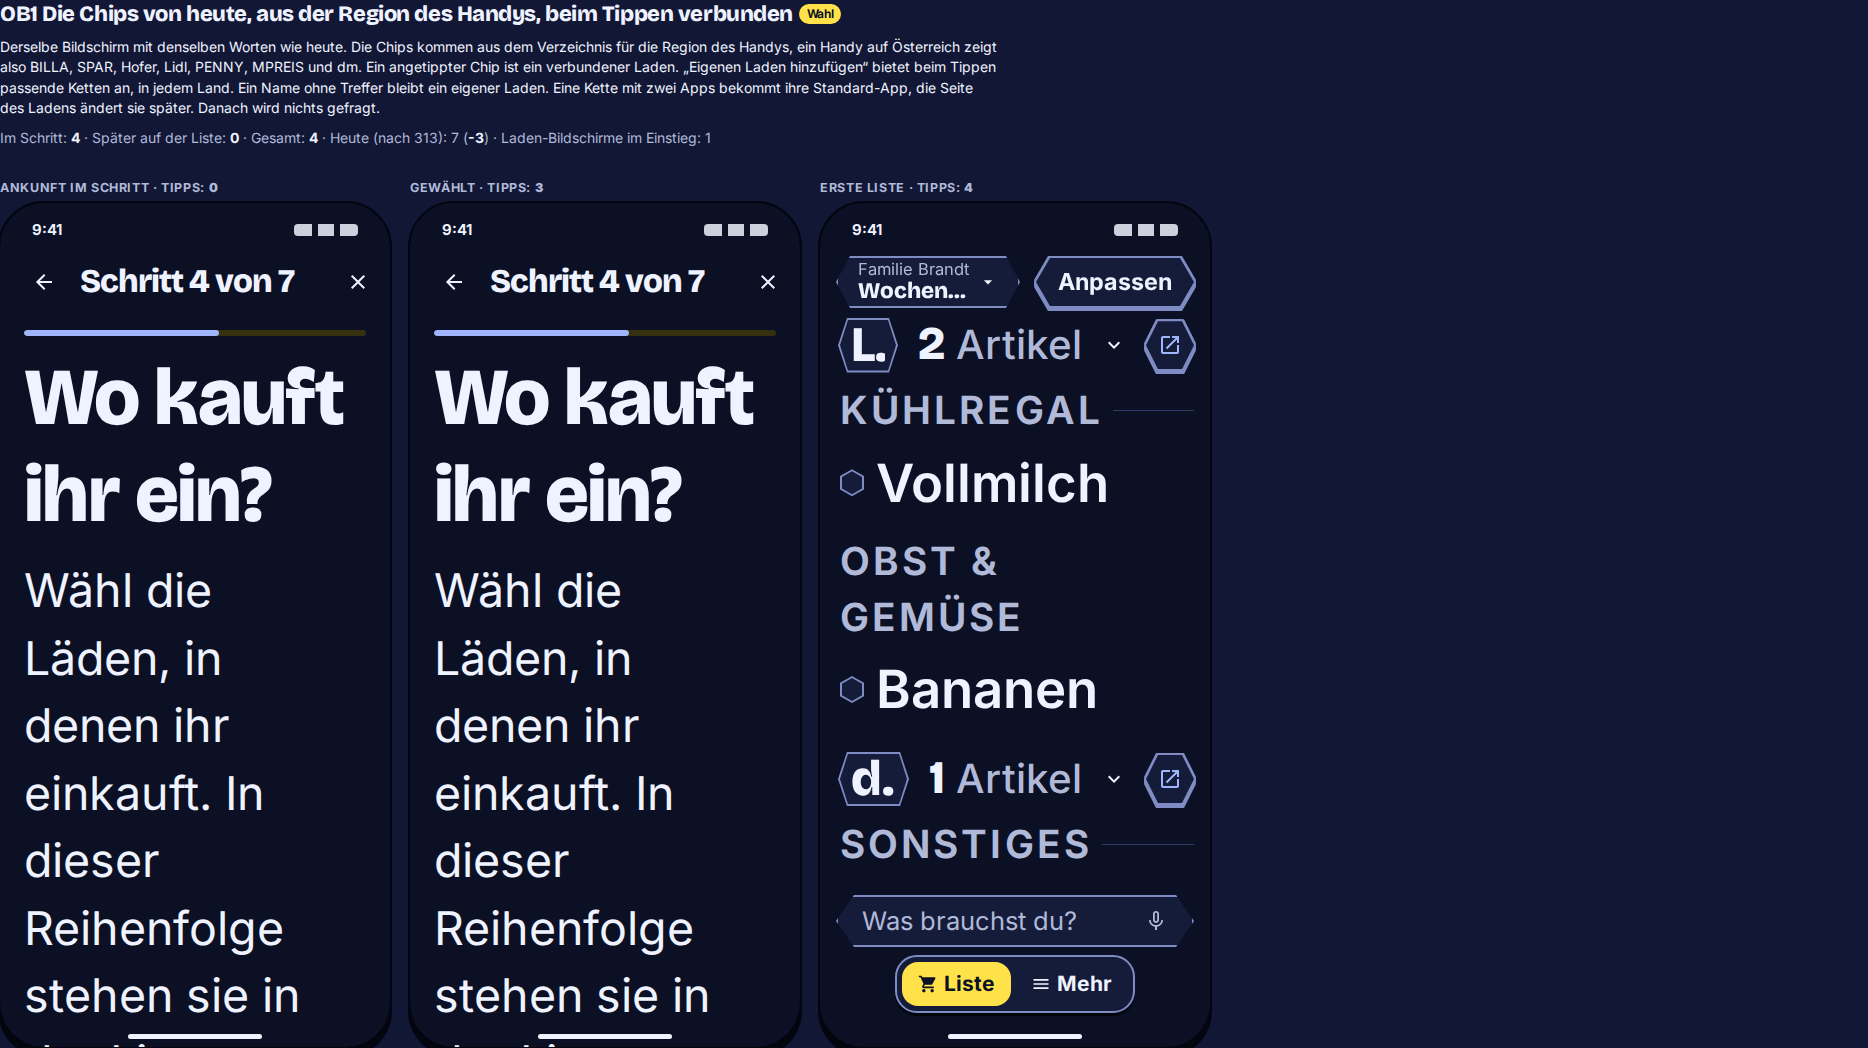 OB1 Die Chips von heute, aus der Region des Handys, beim Tippen verbunden Wahl
Derselbe Bildschirm mit denselben Worten wie heute. Die Chips kommen aus dem Verzeichnis für die Region des Handys, ein Handy auf Österreich zeigt
also BILLA, SPAR, Hofer, Lidl, PENNY, MPREIS und dm. Ein angetippter Chip ist ein verbundener Laden. „Eigenen Laden hinzufügen“ bietet beim Tippen
passende Ketten an, in jedem Land. Ein Name ohne Treffer bleibt ein eigener Laden. Eine Kette mit zwei Apps bekommt ihre Standard-App, die Seite
des Ladens ändert sie später. Danach wird nichts gefragt.
Im Schritt: 4 · Später auf der Liste: 0 · Gesamt: 4 · Heute (nach 313): 7 (-3) · Laden-Bildschirme im Einstieg: 1
ANKUNFT IM SCHRITT · TIPPS: 0
9:41
Schritt 4 von 7
Wo kauft
ihr ein?
Wähl die
Läden, in
denen ihr
einkauft. In
dieser
Reihenfolge
stehen sie in
GEWÄHLT · TIPPS: 3
9:41
Schritt 4 von 7
Wo kauft
ihr ein?
Wähl die
Läden, in
denen ihr
einkauft. In
dieser
Reihenfolge
stehen sie in
ERSTE LISTE · TIPPS: 4
9:41
Familie Brandt
Wochen...
Anpassen
L. 2 Artikel
KÜHLREGAL
Vollmilch
OBST &
GEMÜSE
Bananen
d. 1 Artikel
SONSTIGES
Was brauchst du?
Liste Mehr